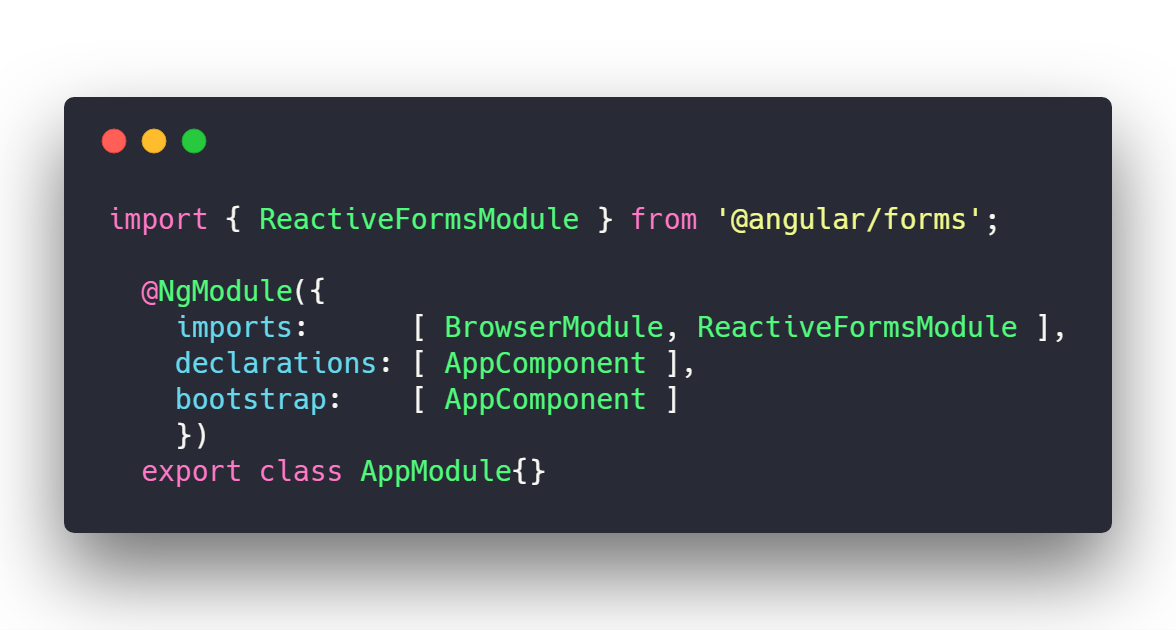 import { ReactiveFormsModule } from '@angular/forms';

  @NgModule({
    imports:      [ BrowserModule, ReactiveFormsModule ],
    declarations: [ AppComponent ],
    bootstrap:    [ AppComponent ]
    })
  export class AppModule{}